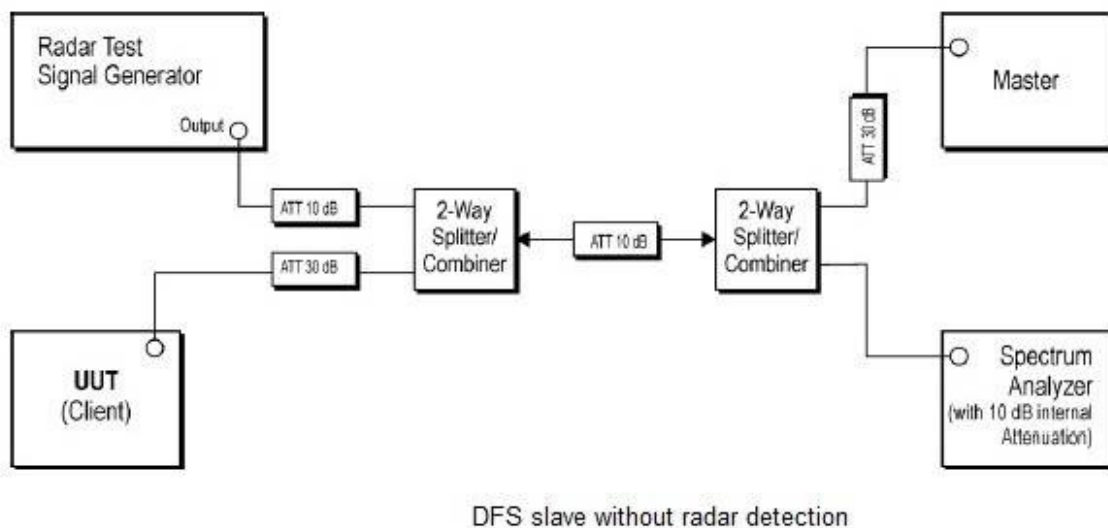 Radar Test
Signal Generator
Output
ATT 10 dB
ATT 30 dB
UUT
(Client)
2-Way
Splitter/
Combiner
ATT 10 dB
2-Way
Splitter/
Combiner
ATT 30 dB
Master
Spectrum
Analyzer
(with 10 dB internal
Attenuation)
DFS slave without radar detection